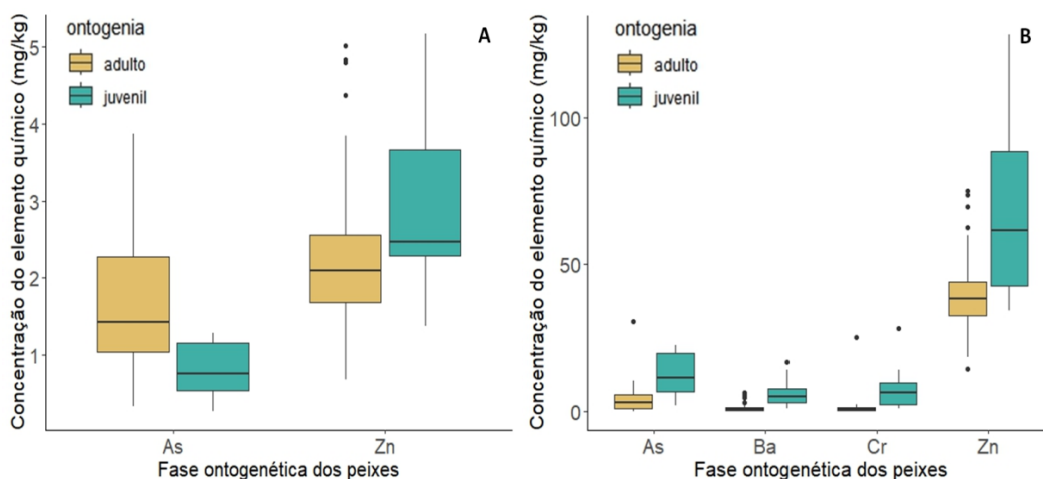 ontogenia
adulto
juvenil
A
Concentração do elemento químico (mg/kg)
5
4
3
2
1
As Zn
Fase ontogenética dos peixes
ontogenia
adulto
juvenil
B
Concentração do elemento químico (mg/kg)
100
50
0
As Ba Cr Zn
Fase ontogenética dos peixes